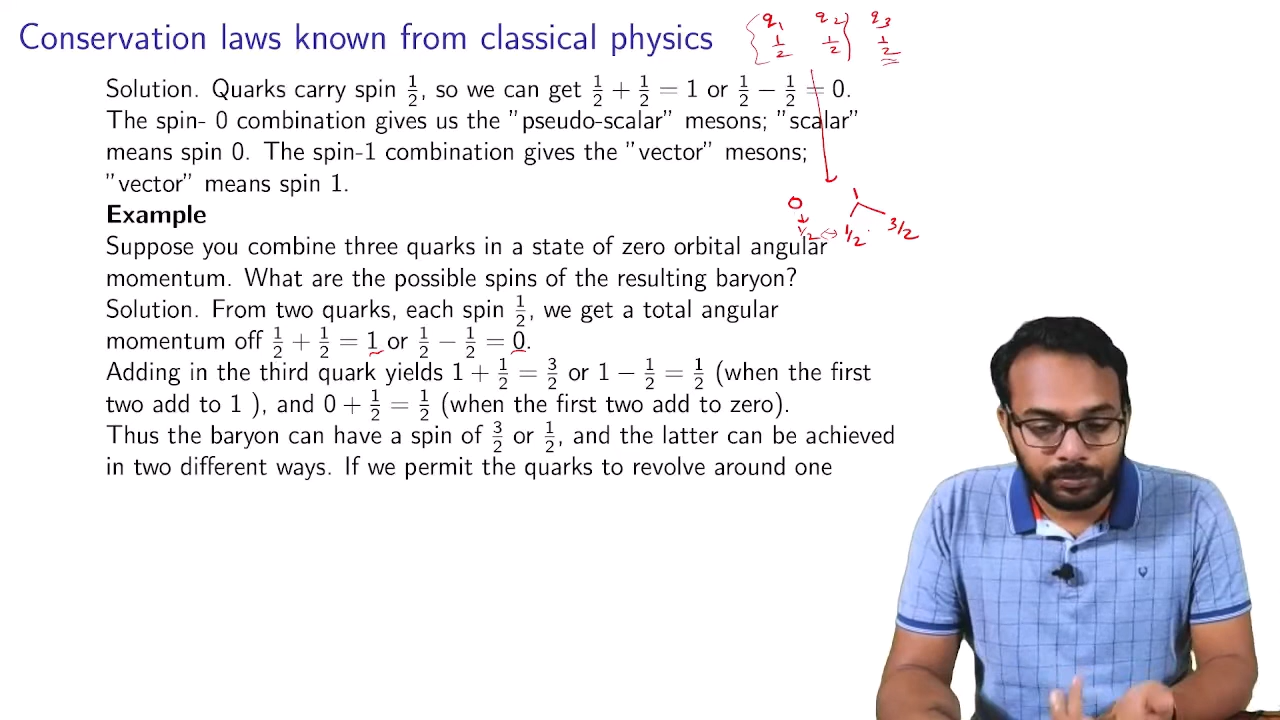 Conservation laws known from classical physics
q₁ q₂ q₃
1/2 1/2 1/2
Solution. Quarks carry spin 1/2, so we can get 1/2 + 1/2 = 1 or 1/2 − 1/2 = 0.
The spin- 0 combination gives us the "pseudo-scalar" mesons; "scalar"
means spin 0. The spin-1 combination gives the "vector" mesons;
"vector" means spin 1.
0 1
1/2 ↔ 1/2 3/2
Example
Suppose you combine three quarks in a state of zero orbital angular
momentum. What are the possible spins of the resulting baryon?
Solution. From two quarks, each spin 1/2, we get a total angular
momentum off 1/2 + 1/2 = 1 or 1/2 − 1/2 = 0.
Adding in the third quark yields 1 + 1/2 = 3/2 or 1 − 1/2 = 1/2 (when the first
two add to 1 ), and 0 + 1/2 = 1/2 (when the first two add to zero).
Thus the baryon can have a spin of 3/2 or 1/2, and the latter can be achieved
in two different ways. If we permit the quarks to revolve around one